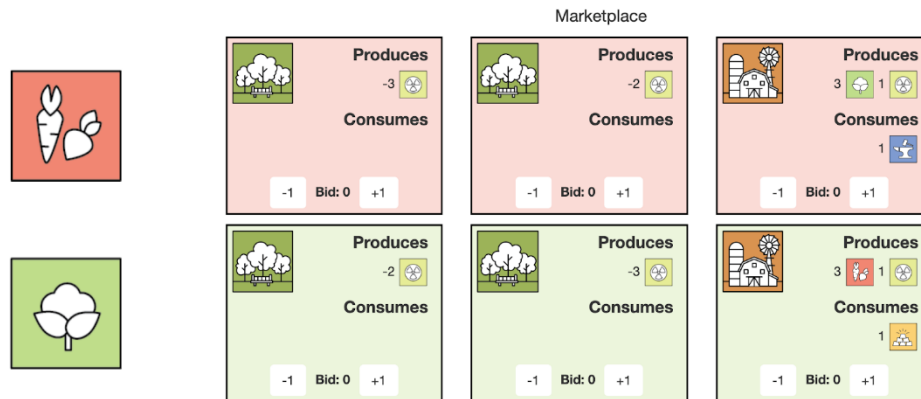 Marketplace
Produces
-3
Consumes
-1 Bid: 0 +1
Produces
-2
Consumes
-1 Bid: 0 +1
Produces
3 1
Consumes
1
-1 Bid: 0 +1
Produces
-2
Consumes
-1 Bid: 0 +1
Produces
-3
Consumes
-1 Bid: 0 +1
Produces
3 1
Consumes
1
-1 Bid: 0 +1